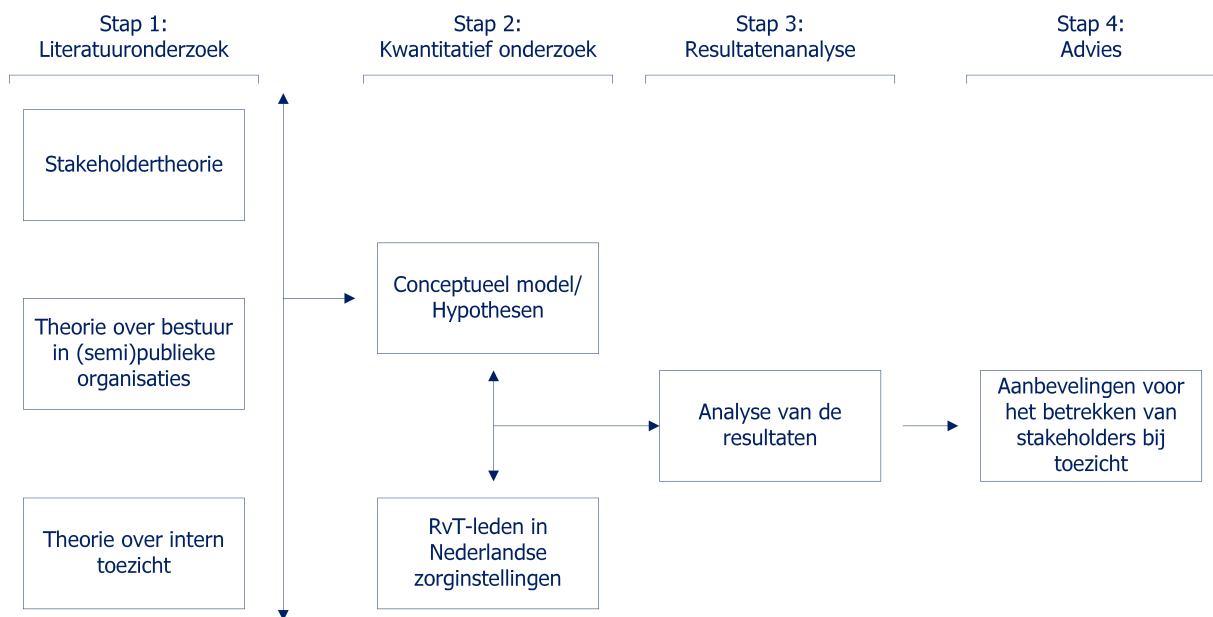 Stap 1:
Literatuuronderzoek
Stap 2:
Kwantitatief onderzoek
Stap 3:
Resultatenanalyse
Stap 4:
Advies
Stakeholdertheorie
Theorie over bestuur
in (semi)publieke
organisaties
Theorie over intern
toezicht
Conceptueel model/
Hypothesen
RvT-leden in
Nederlandse
zorginstellingen
Analyse van de
resultaten
Aanbevelingen voor
het betrekken van
stakeholders bij
toezicht